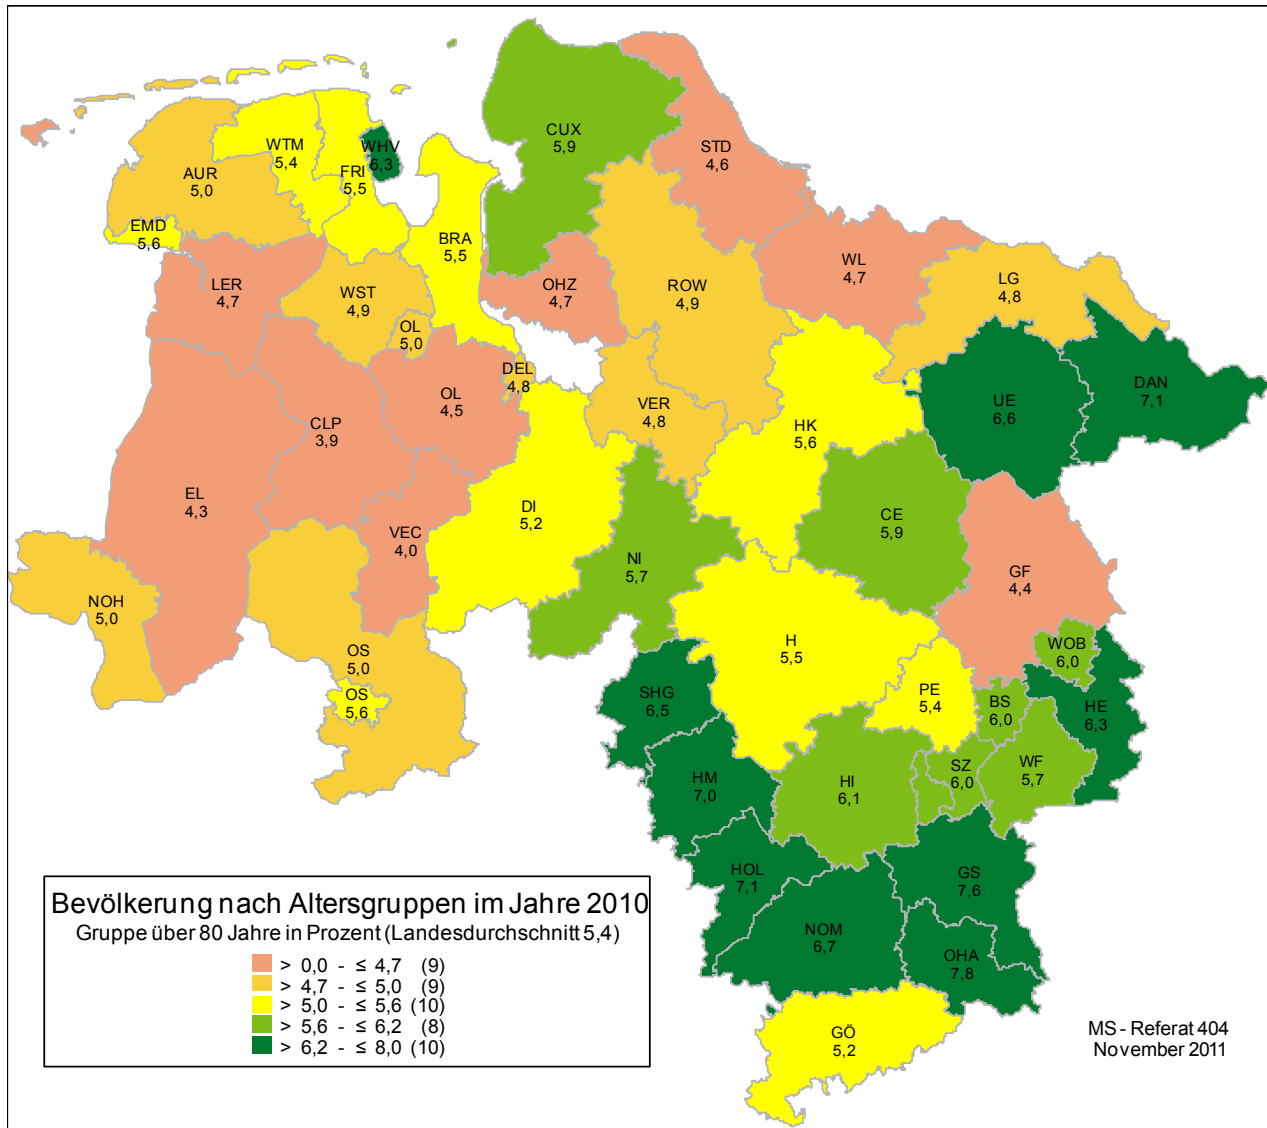 CUX
5,9
STD
4,6
WTM
5,4
WHV
6,3
FRI
5,5
AUR
5,0
EMD
5,6
BRA
5,5
LER
4,7
WST
4,9
OL
5,0
OHZ
4,7
ROW
4,9
WL
4,7
LG
4,8
DEL
4,8
OL
4,5
VER
4,8
UE
6,6
DAN
7,1
CLP
3,9
HK
5,6
EL
4,3
VEC
4,0
DI
5,2
CE
5,9
NI
5,7
GF
4,4
NOH
5,0
OS
5,0
OS
5,6
H
5,5
WOB
6,0
SHG
6,5
PE
5,4
BS
6,0
HE
6,3
HM
7,0
HI
6,1
SZ
6,0
WF
5,7
HOL
7,1
GS
7,6
NOM
6,7
OHA
7,8
GÖ
5,2
Bevölkerung nach Altersgruppen im Jahre 2010
Gruppe über 80 Jahre in Prozent (Landesdurchschnitt 5,4)
> 0,0 - ≤ 4,7 (9)
> 4,7 - ≤ 5,0 (9)
> 5,0 - ≤ 5,6 (10)
> 5,6 - ≤ 6,2 (8)
> 6,2 - ≤ 8,0 (10)
MS - Referat 404
November 2011